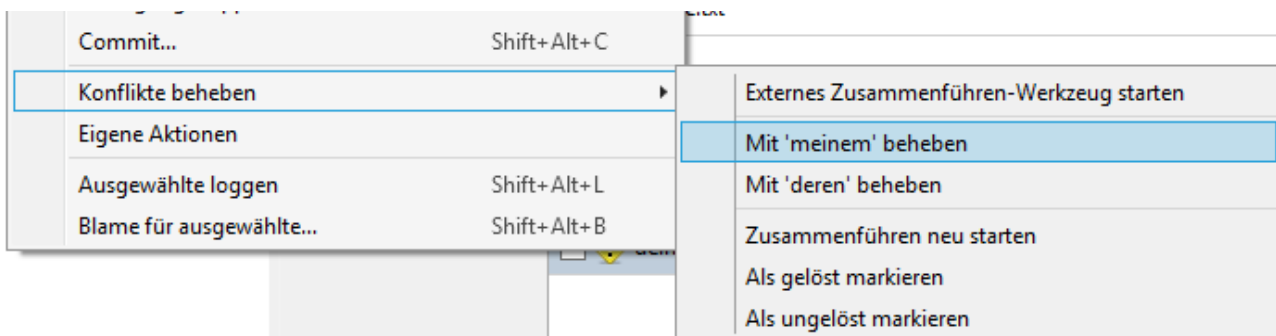 Commit... Shift+Alt+C
Konflikte beheben
Eigene Aktionen
Ausgewählte loggen Shift+Alt+L
Blame für ausgewählte... Shift+Alt+B
Externes Zusammenführen-Werkzeug starten
Mit 'meinem' beheben
Mit 'deren' beheben
Zusammenführen neu starten
Als gelöst markieren
Als ungelöst markieren